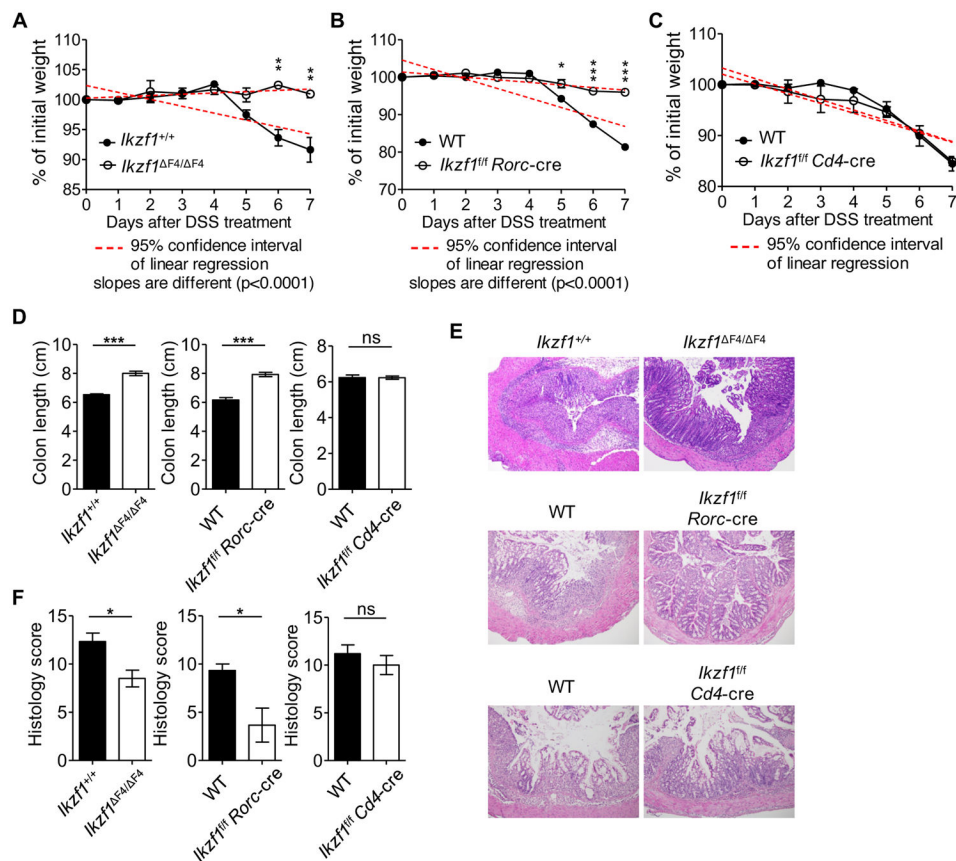 A
% of initial weight
110
105
100
95
90
85
0 1 2 3 4 5 6 7
** **
Ikzf1+/+
Ikzf1ΔF4/ΔF4
Days after DSS treatment
95% confidence interval
of linear regression
slopes are different (p<0.0001)
B
% of initial weight
110
100
90
80
70
0 1 2 3 4 5 6 7
* *** ***
WT
Ikzf1f/f Rorc-cre
Days after DSS treatment
95% confidence interval
of linear regression
slopes are different (p<0.0001)
C
% of initial weight
110
100
90
80
0 1 2 3 4 5 6 7
WT
Ikzf1f/f Cd4-cre
Days after DSS treatment
95% confidence interval
of linear regression
D
Colon length (cm)
10
8
6
4
2
0
***
Ikzf1+/+
Ikzf1ΔF4/ΔF4
Colon length (cm)
10
8
6
4
2
0
***
WT
Ikzf1f/f Rorc-cre
Colon length (cm)
8
6
4
2
0
ns
WT
Ikzf1f/f Cd4-cre
E
Ikzf1+/+
Ikzf1ΔF4/ΔF4
WT
Ikzf1f/f
Rorc-cre
WT
Ikzf1f/f
Cd4-cre
F
Histology score
15
10
5
0
*
Ikzf1+/+
Ikzf1ΔF4/ΔF4
Histology score
15
10
5
0
*
WT
Ikzf1f/f Rorc-cre
Histology score
15
10
5
0
ns
WT
Ikzf1f/f Cd4-cre